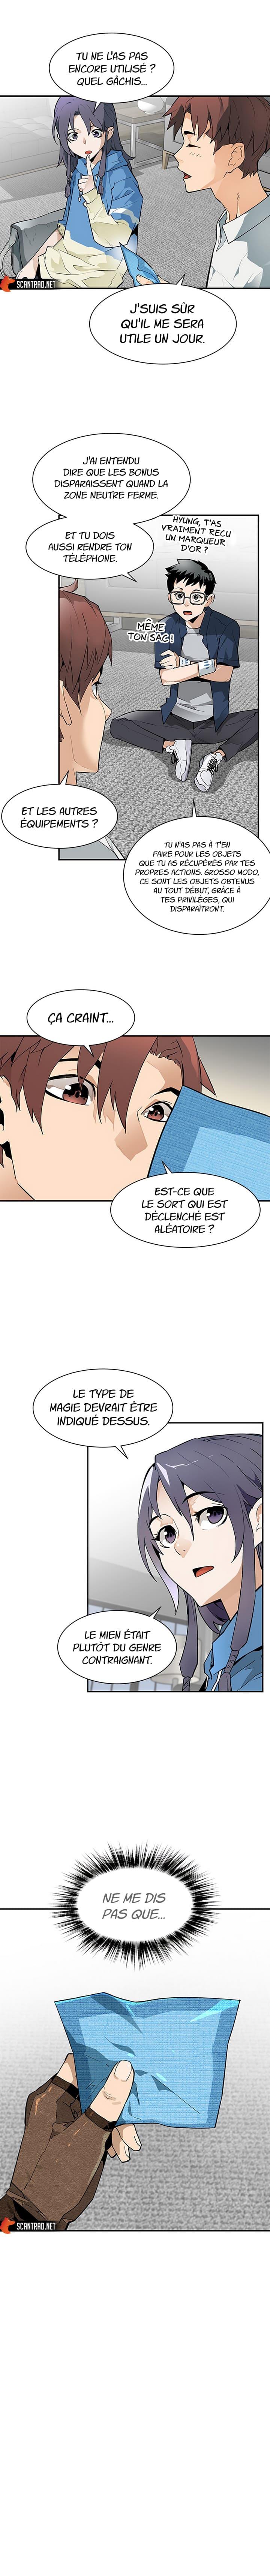 TU NE L'AS PAS
ENCORE UTILISÉ ?
QUEL GÂCHIS...
SCANTRAD.NET
J'SUIS SÛR
QU'IL ME SERA
UTILE UN JOUR.
J'AI ENTENDU
DIRE QUE LES BONUS
DISPARAISSENT QUAND LA
ZONE NEUTRE FERME.
ET TU DOIS
AUSSI RENDRE TON
TÉLÉPHONE.
HYUNG, T'AS
VRAIMENT REÇU
UN MARQUEUR
D'OR ?
MÊME
TON SAC !
ET LES AUTRES
ÉQUIPEMENTS ?
TU N'AS PAS À T'EN
FAIRE POUR LES OBJETS
QUE TU AS RÉCUPÉRÉS PAR TES
PROPRES ACTIONS. GROSSO MODO,
CE SONT LES OBJETS OBTENUS
AU TOUT DÉBUT, GRÂCE À
TES PRIVILÈGES, QUI
DISPARAÎTRONT.
ÇA CRAINT...
EST-CE QUE
LE SORT QUI EST
DÉCLENCHÉ EST
ALÉATOIRE ?
LE TYPE DE
MAGIE DEVRAIT ÊTRE
INDIQUÉ DESSUS.
LE MIEN ÉTAIT
PLUTÔT DU GENRE
CONTRAIGNANT.
NE ME DIS
PAS QUE...
SCANTRAD.NET